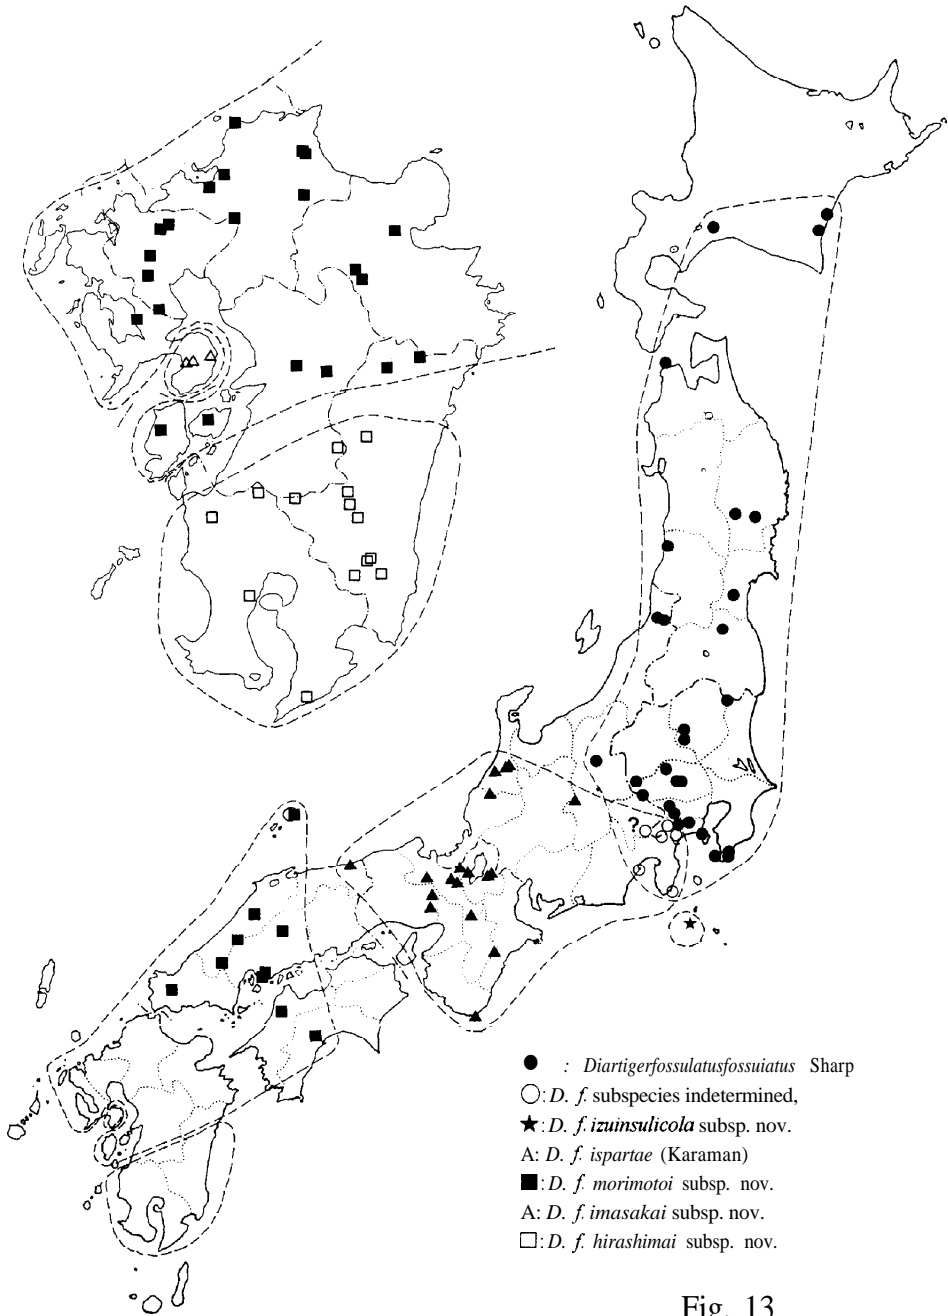 ?
● : Diartigerfossulatusfossuiatus Sharp
○: D. f. subspecies indetermined,
★: D. f. izuinsulicola subsp. nov.
A: D. f. ispartae (Karaman)
■: D. f. morimotoi subsp. nov.
A: D. f. imasakai subsp. nov.
□: D. f. hirashimai subsp. nov.
Fig. 13